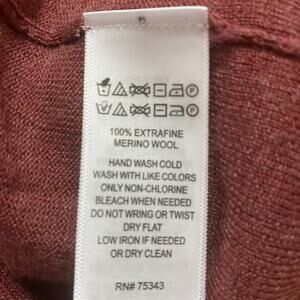 100% EXTRAFINE
MERINO WOOL
HAND WASH COLD
WASH WITH LIKE COLORS
ONLY NON-CHLORINE
BLEACH WHEN NEEDED
DO NOT WRING OR TWIST
DRY FLAT
LOW IRON IF NEEDED
OR DRY CLEAN
RN# 75343